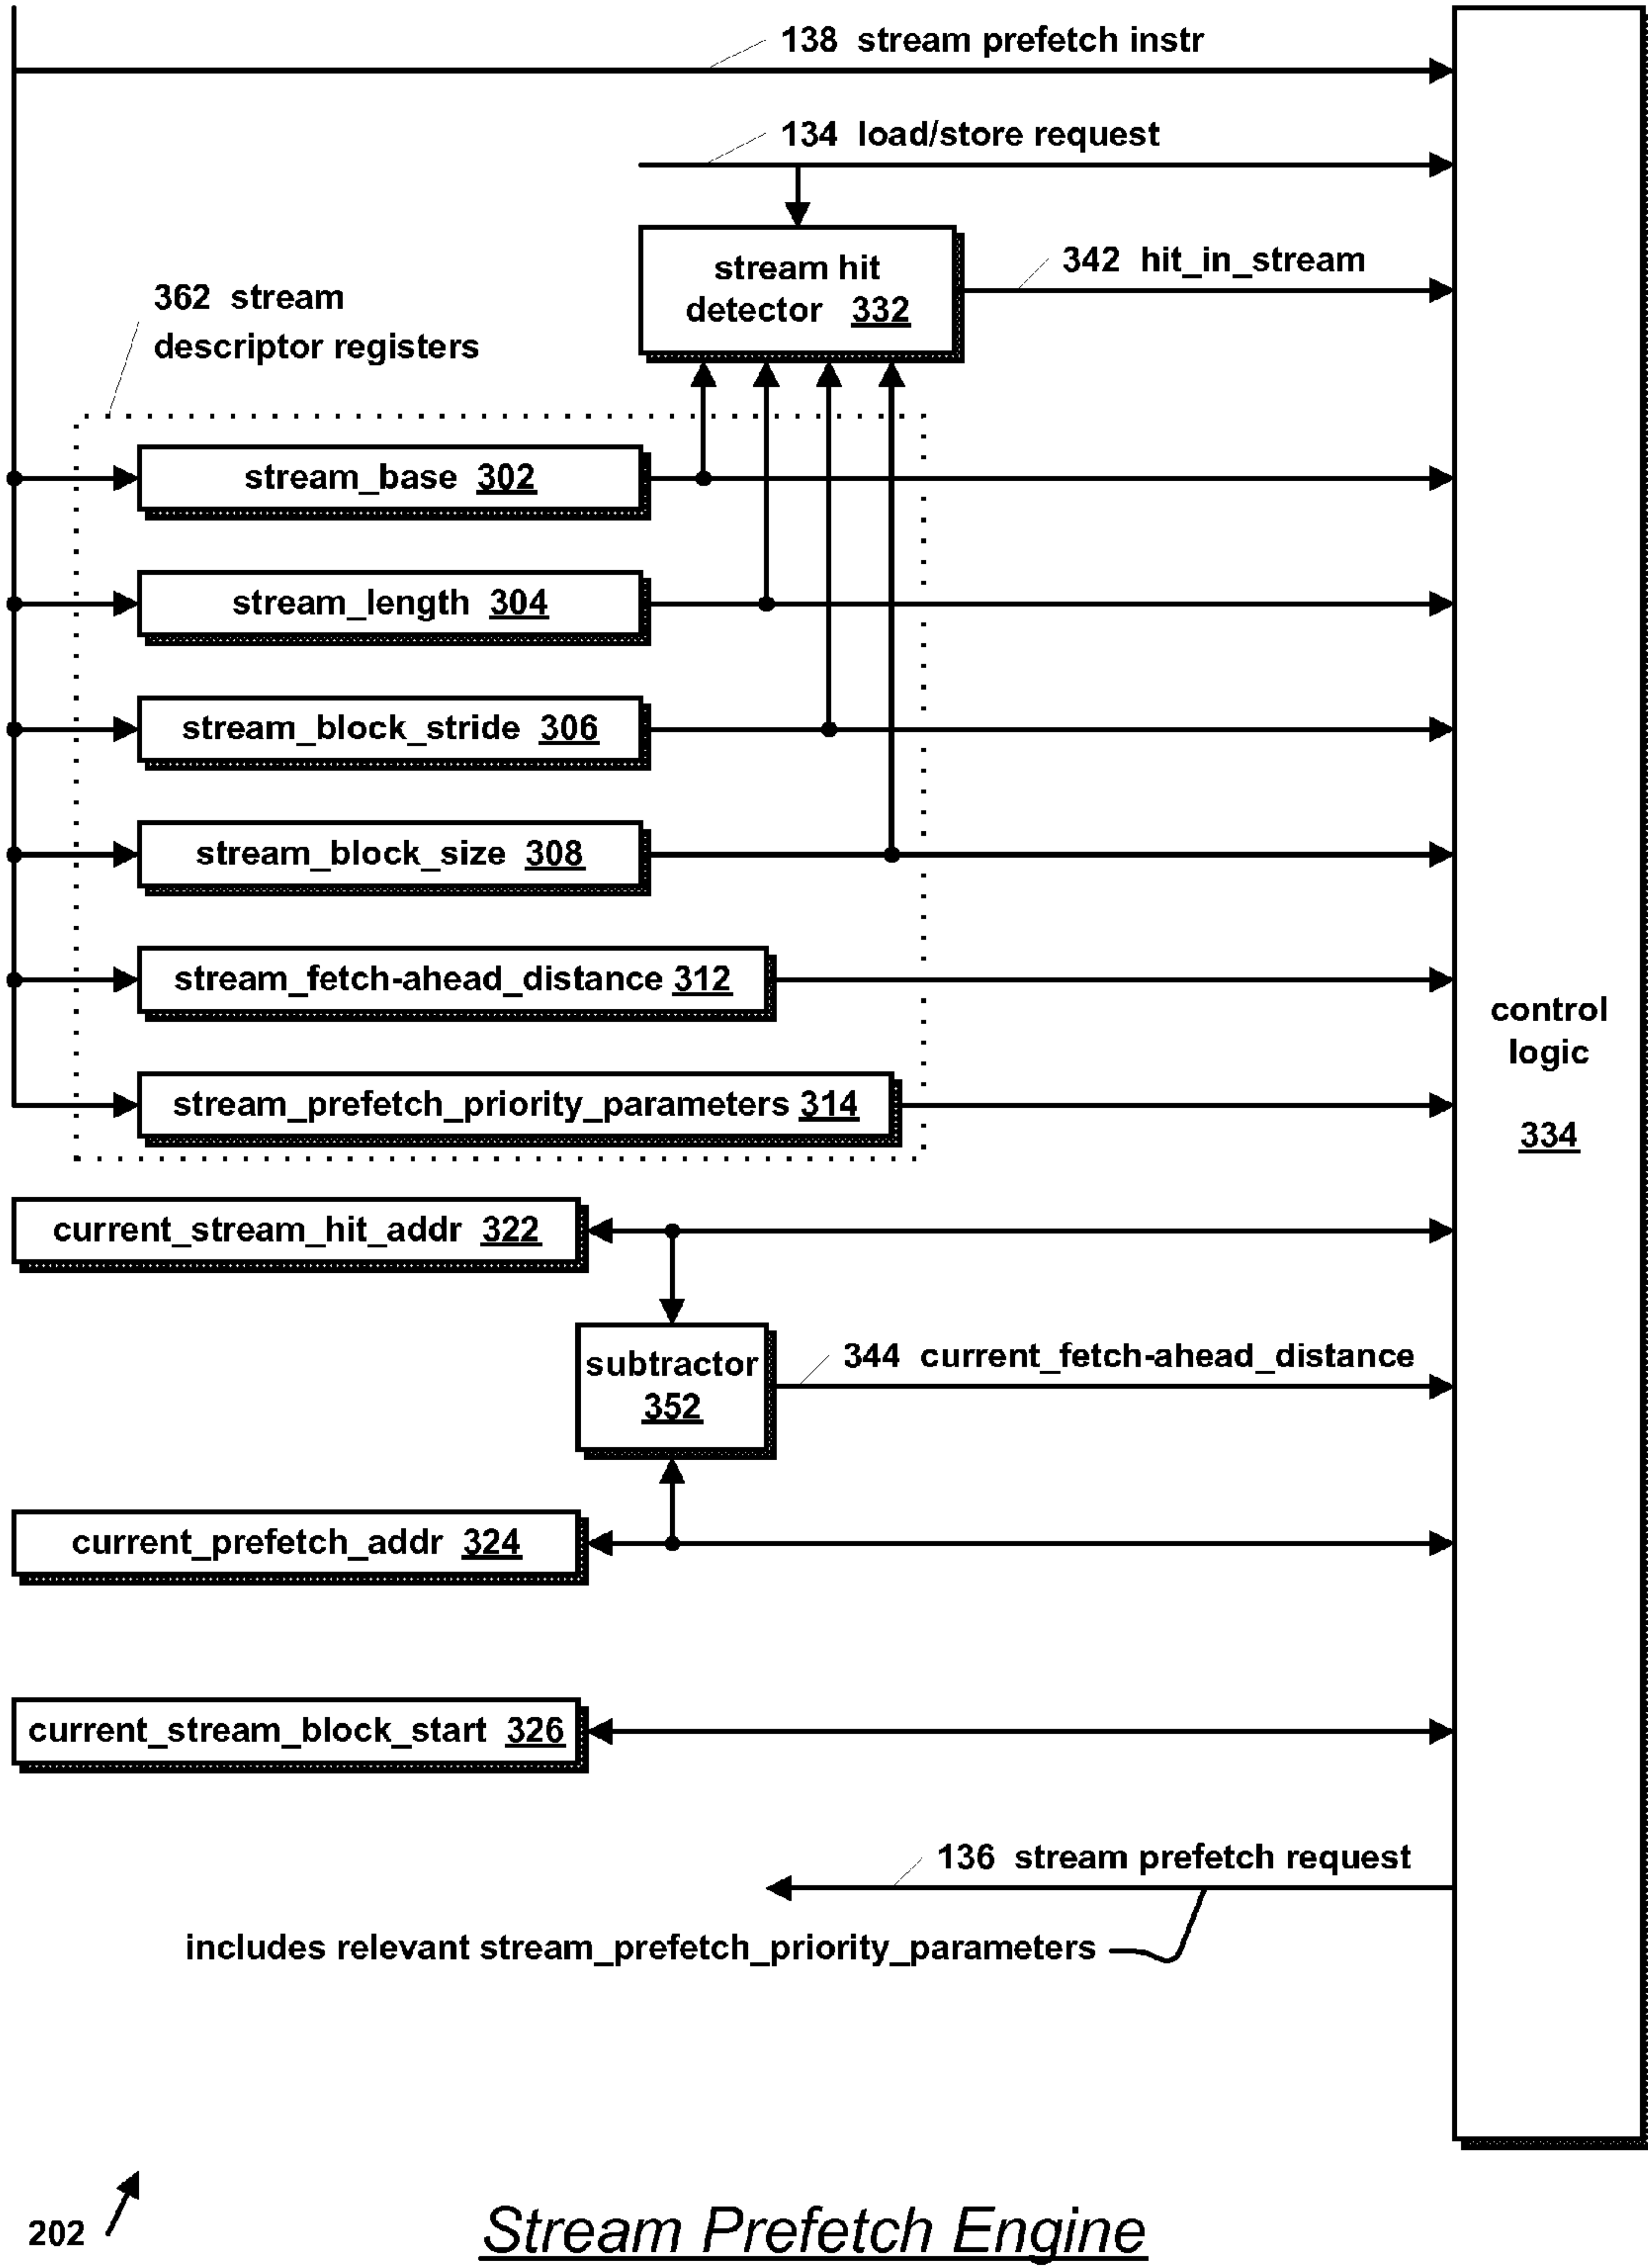 138 stream prefetch instr
134 load/store request
stream hit
detector 332
342 hit_in_stream
362 stream
descriptor registers
stream_base 302
stream_length 304
stream_block_stride 306
stream_block_size 308
stream_fetch-ahead_distance 312
stream_prefetch_priority_parameters 314
control
logic
334
current_stream_hit_addr 322
subtractor
352
344 current_fetch-ahead_distance
current_prefetch_addr 324
current_stream_block_start 326
136 stream prefetch request
includes relevant stream_prefetch_priority_parameters
202
Stream Prefetch Engine